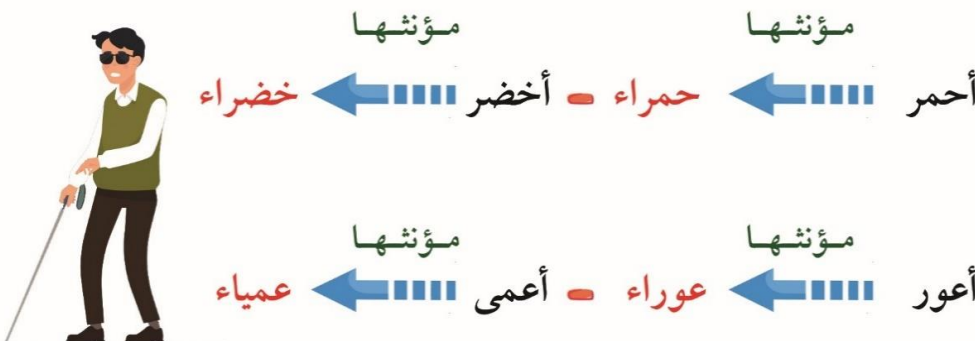 مؤنثها مؤنثها
أحمر حمراء - أخضر خضراء
مؤنثها مؤنثها
أعور عوراء - أعمى عمياء